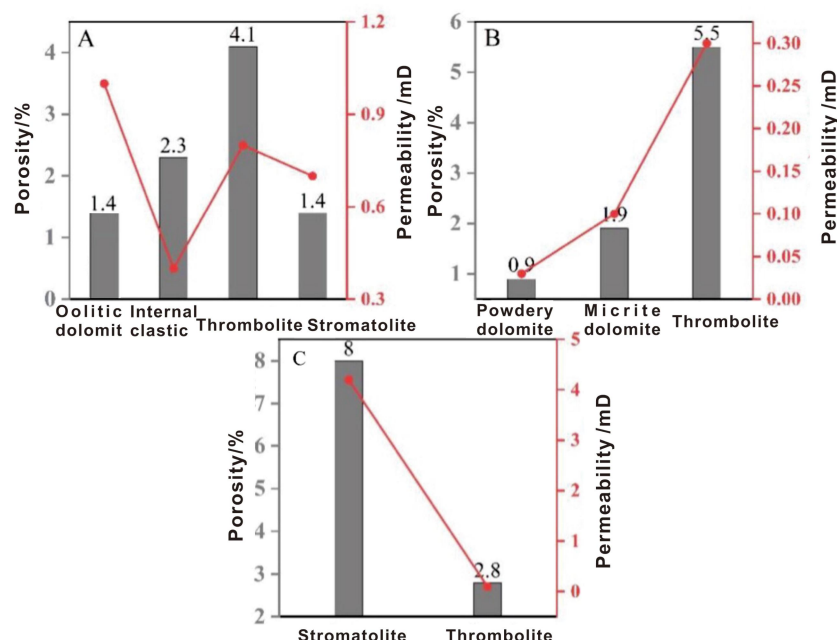 A
Porosity/%
4
3
2
1
0
1.4
2.3
4.1
1.4
1.2
0.9
0.6
0.3
Permeability /mD
Oolitic
dolomit
Internal
clastic
Thrombolite
Stromatolite
B
Porosity/%
6
5
4
3
2
1
0.9
1.9
5.5
0.30
0.25
0.20
0.15
0.10
0.05
0.00
Permeability /mD
Powdery
dolomite
Micrite
dolomite
Thrombolite
C
Porosity/%
8
7
6
5
4
3
2
8
2.8
5
4
3
2
1
0
Permeability /mD
Stromatolite
Thrombolite